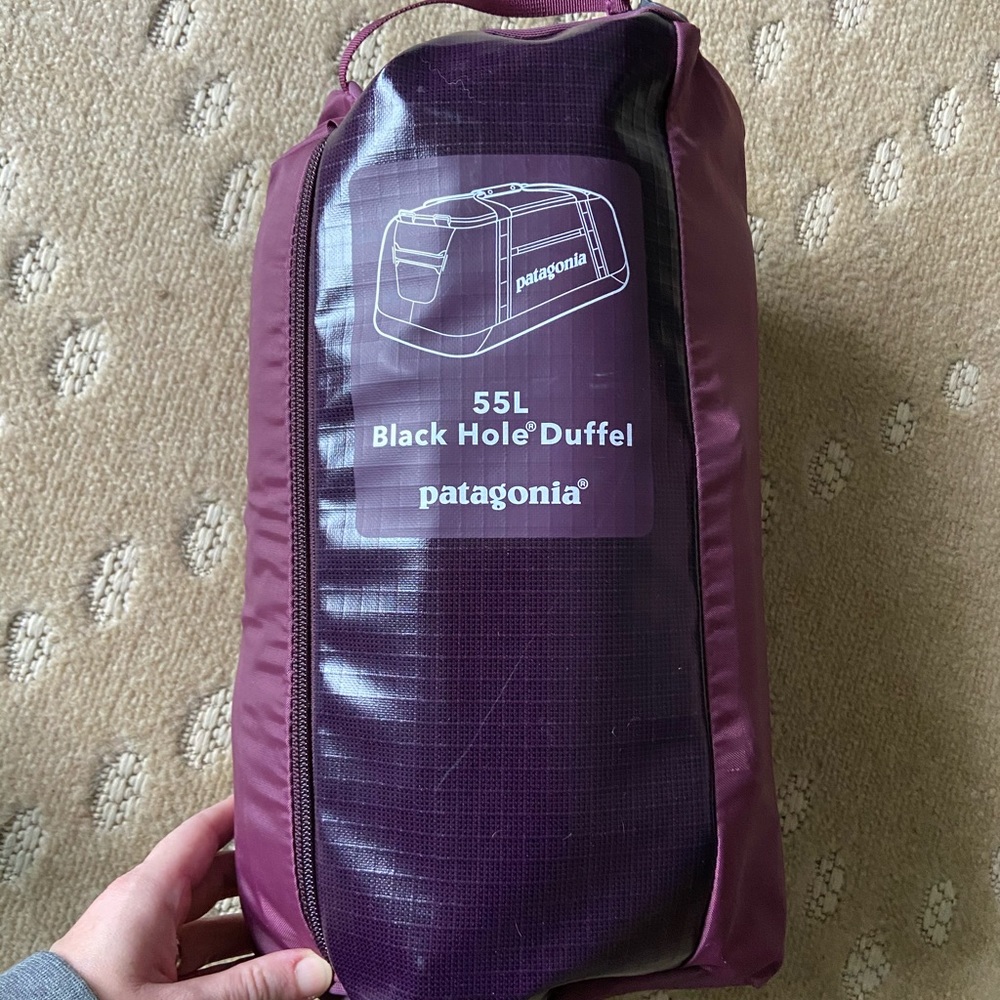 patagonia
55L
Black Hole® Duffel
patagonia®